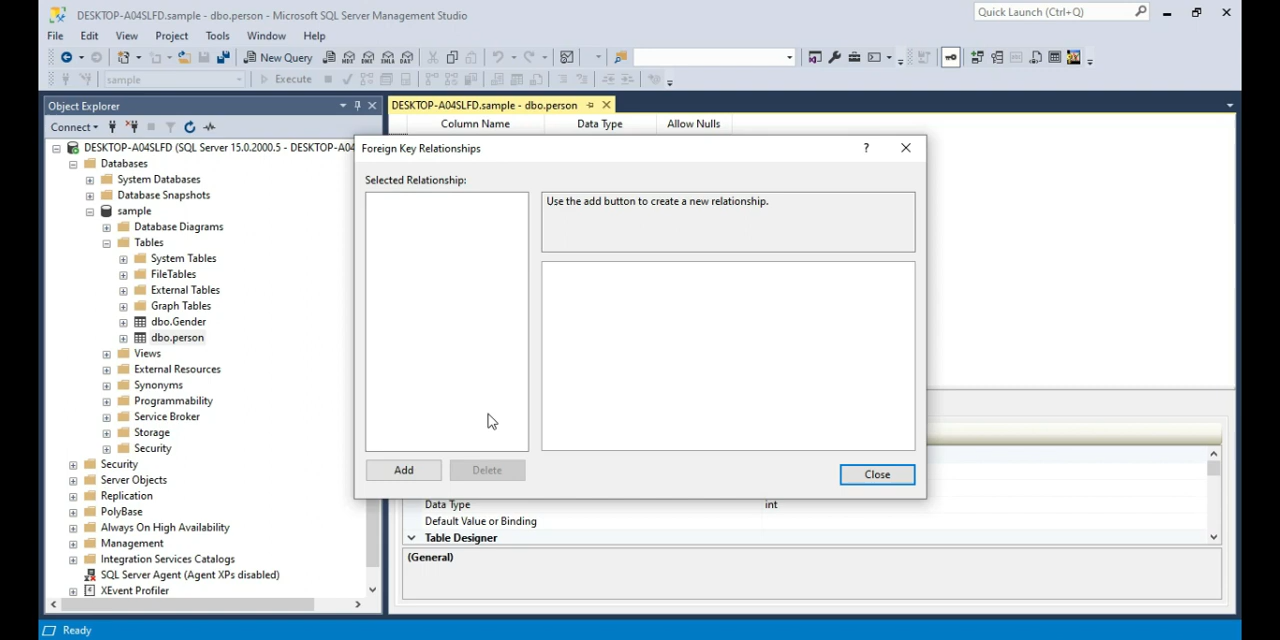 DESKTOP-A04SLFD.sample - dbo.person - Microsoft SQL Server Management Studio
Quick Launch (Ctrl+Q)
File Edit View Project Tools Window Help
New Query
sample Execute
Object Explorer
DESKTOP-A04SLFD.sample - dbo.person
Connect
Column Name Data Type Allow Nulls
DESKTOP-A04SLFD (SQL Server 15.0.2000.5 - DESKTOP-A04
Databases
System Databases
Database Snapshots
sample
Database Diagrams
Tables
System Tables
FileTables
External Tables
Graph Tables
dbo.Gender
dbo.person
Views
External Resources
Synonyms
Programmability
Service Broker
Storage
Security
Security
Server Objects
Replication
PolyBase
Always On High Availability
Management
Integration Services Catalogs
SQL Server Agent (Agent XPs disabled)
XEvent Profiler
Foreign Key Relationships
Selected Relationship:
Use the add button to create a new relationship.
Add Delete Close
Data Type int
Default Value or Binding
Table Designer
(General)
Ready